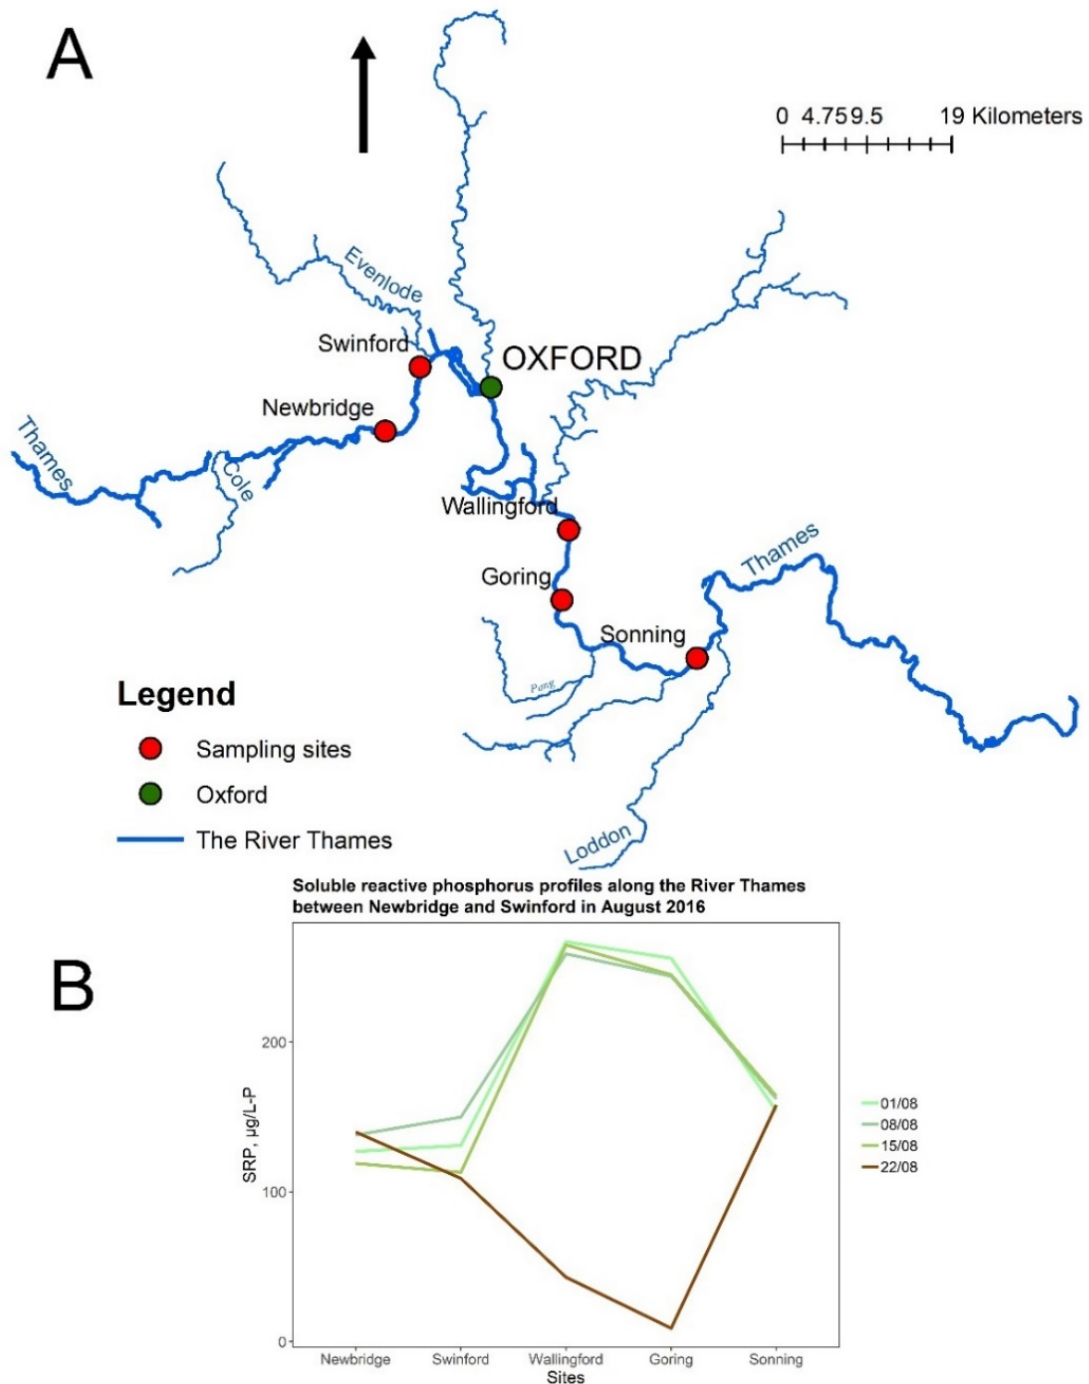 A
0 4.759.5 19 Kilometers
Evenlode
Swinford
OXFORD
Newbridge
Thames
Cole
Wallingford
Goring
Thames
Sonning
Pang
Legend
Sampling sites
Oxford
The River Thames
Loddon
Soluble reactive phosphorus profiles along the River Thames
between Newbridge and Swinford in August 2016
B
200
100
0
SRP, µg/L-P
01/08
08/08
15/08
22/08
Newbridge Swinford Wallingford Goring Sonning
Sites